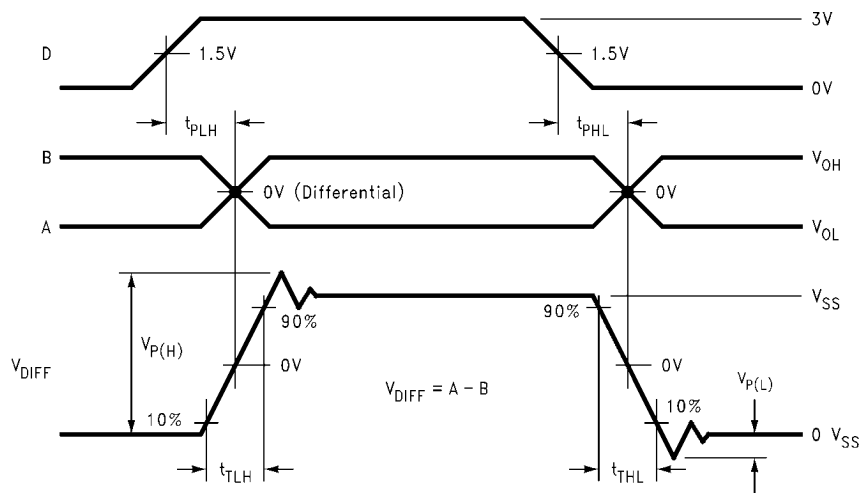 3V
D
1.5V
1.5V
0V
tPLH
tPHL
B
VOH
0V (Differential)
0V
A
VOL
VSS
90%
90%
VP(H)
VDIFF
0V
0V
VP(L)
VDIFF = A – B
10%
10%
0 VSS
tTLH
tTHL